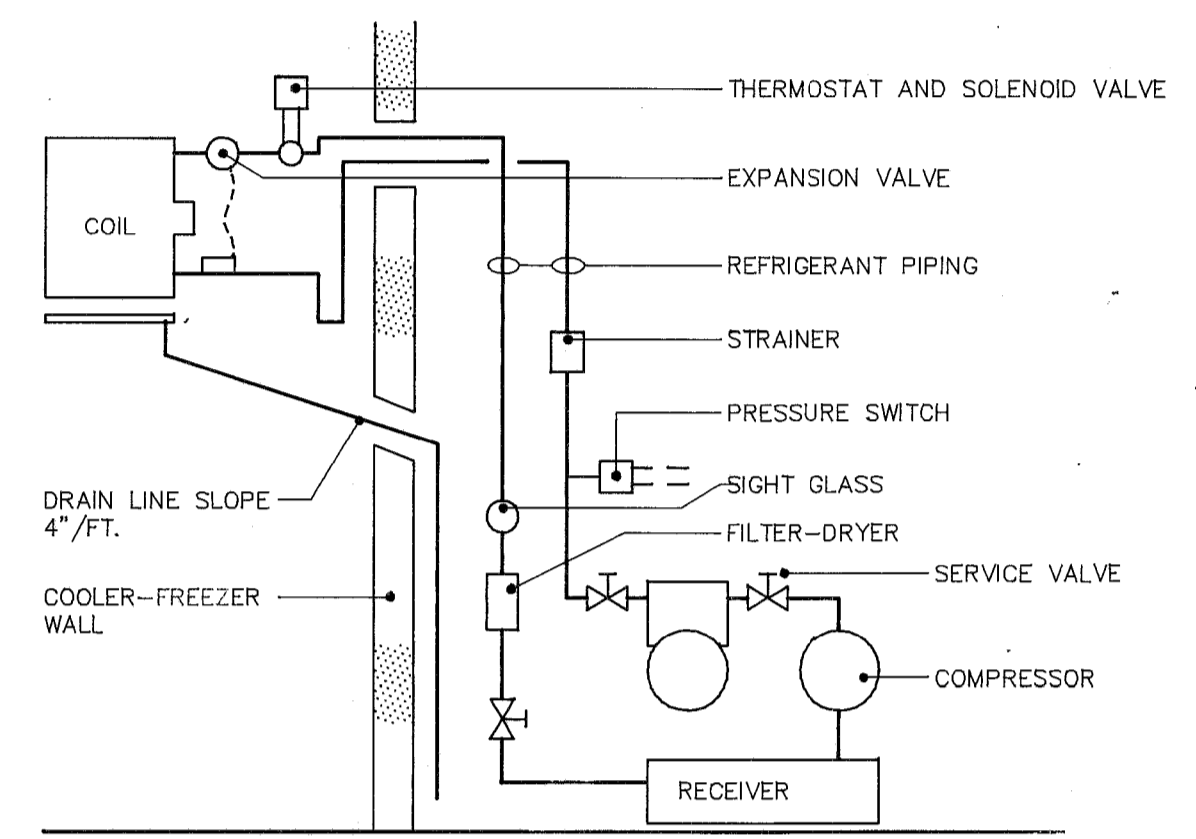 THERMOSTAT AND SOLENOID VALVE
EXPANSION VALVE
COIL
REFRIGERANT PIPING
STRAINER
PRESSURE SWITCH
SIGHT GLASS
DRAIN LINE SLOPE
4"/FT.
FILTER-DRYER
SERVICE VALVE
COOLER-FREEZER
WALL
COMPRESSOR
RECEIVER